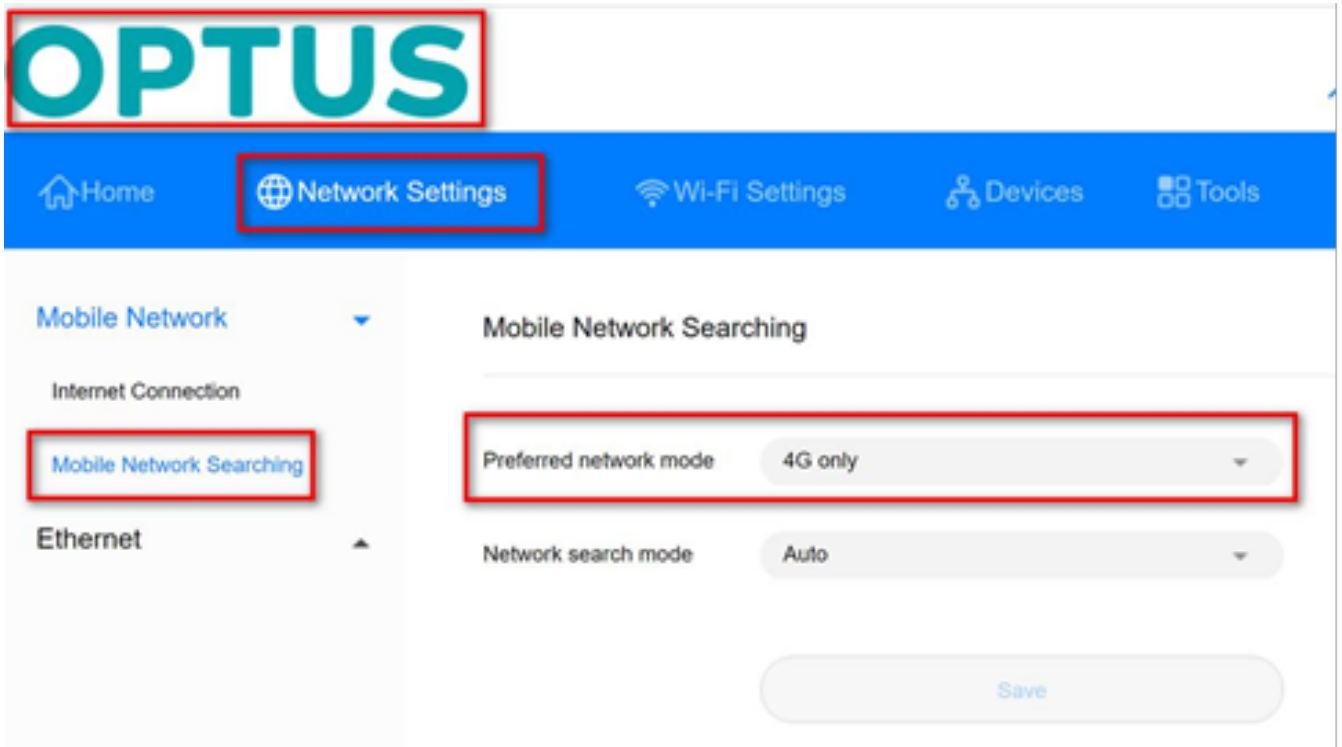 OPTUS
Home Network Settings Wi-Fi Settings Devices Tools
Mobile Network
Internet Connection
Mobile Network Searching
Ethernet
Mobile Network Searching
Preferred network mode 4G only
Network search mode Auto
Save